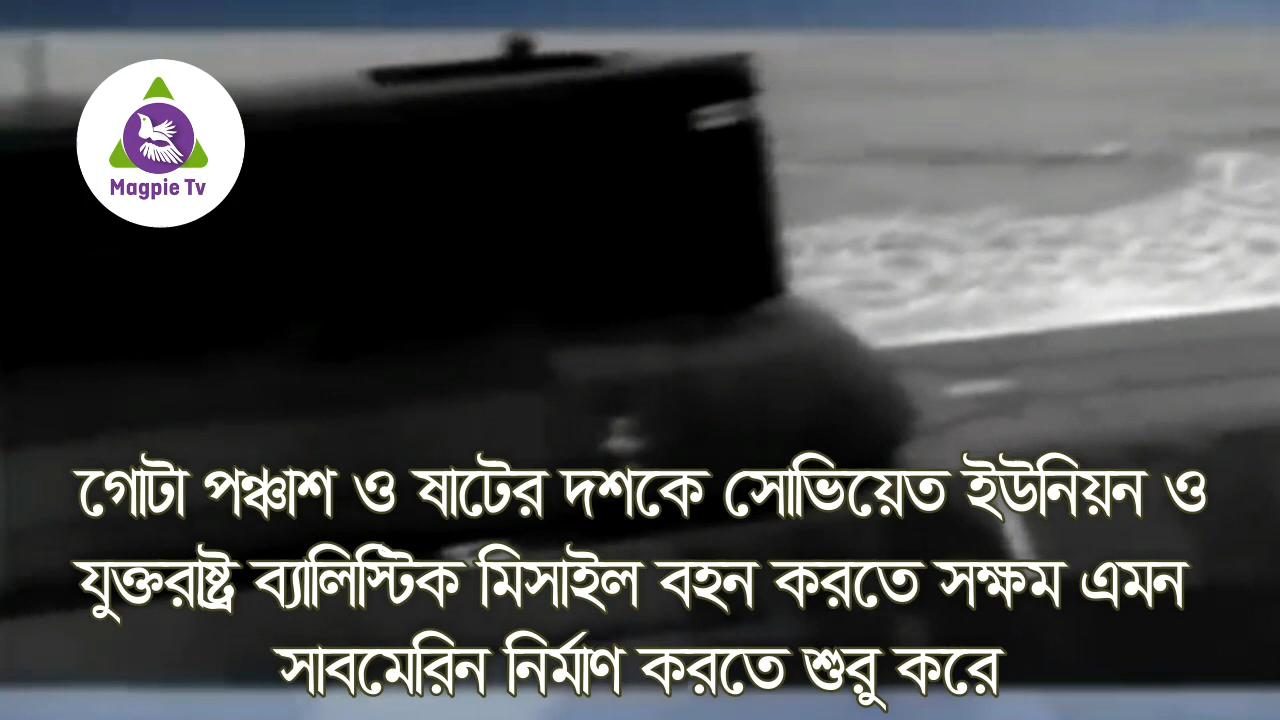 Magpie Tv
গোটা পঞ্চাশ ও ষাটের দশকে সোভিয়েত ইউনিয়ন ও
যুক্তরাষ্ট্র ব্যালিস্টিক মিসাইল বহন করতে সক্ষম এমন
সাবমেরিন নির্মাণ করতে শুরু করে